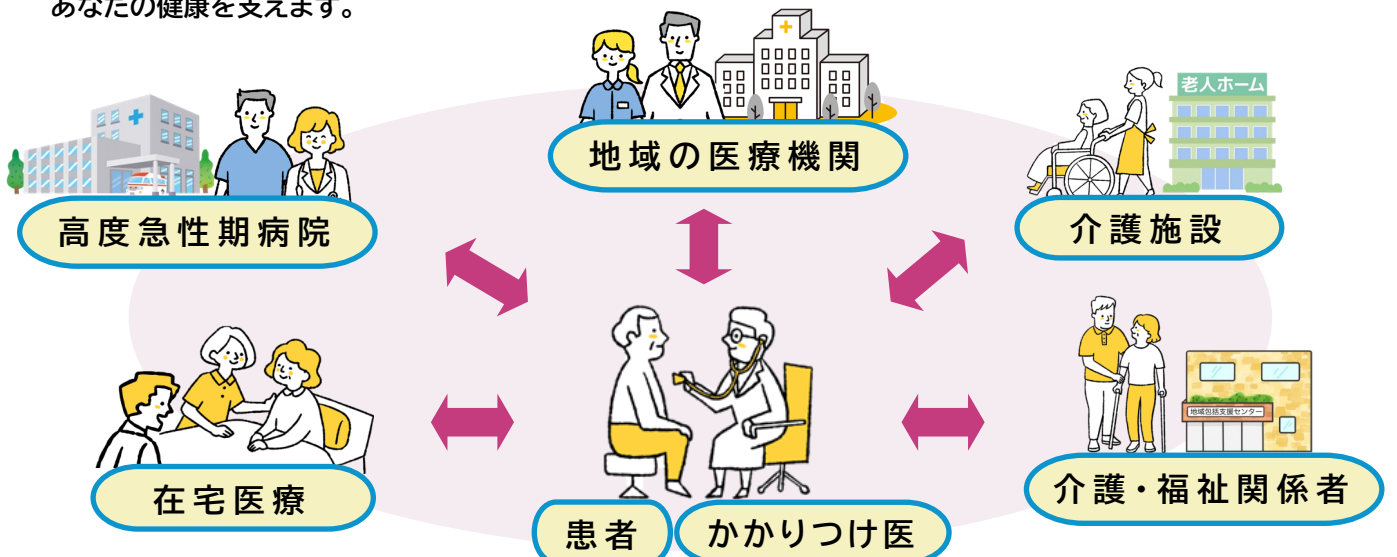 あなたの健康を支えます。
地域の医療機関
老人ホーム
高度急性期病院
介護施設
地域包括支援センター
在宅医療
介護・福祉関係者
患者
かかりつけ医